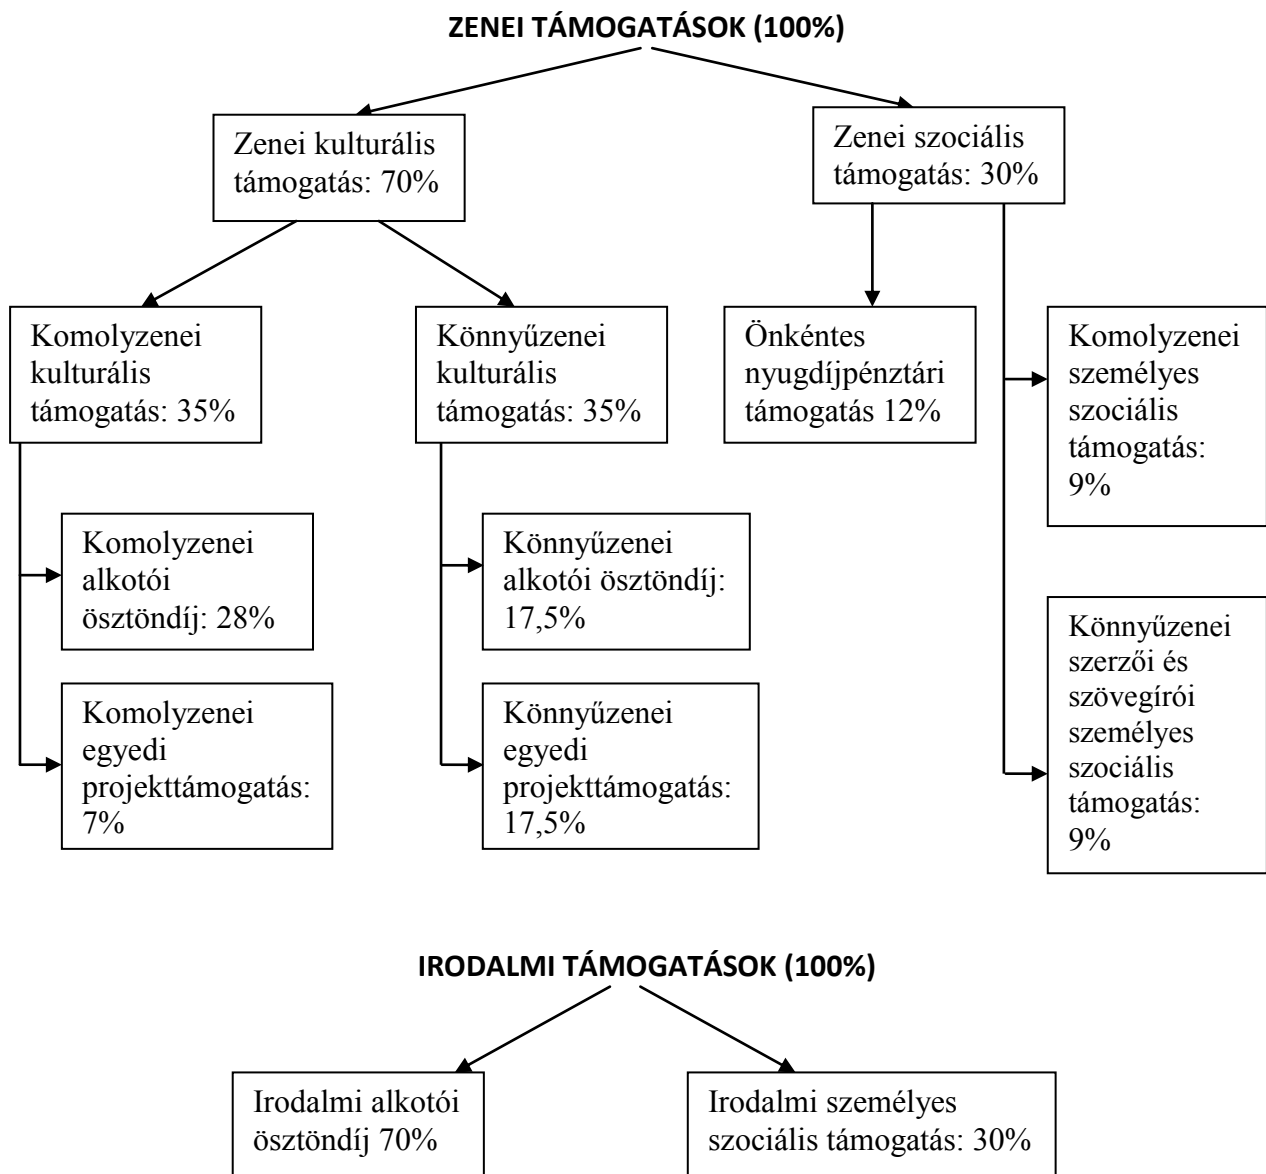 ZENEI TÁMOGATÁSOK (100%)
Zenei kulturális
támogatás: 70%
Zenei szociális
támogatás: 30%
Komolyzenei
kulturális
támogatás: 35%
Könnyűzenei
kulturális
támogatás: 35%
Önkéntes
nyugdíjpénztári
támogatás 12%
Komolyzenei
személyes
szociális
támogatás:
9%
Komolyzenei
alkotói
ösztöndíj: 28%
Könnyűzenei
alkotói ösztöndíj:
17,5%
Könnyűzenei
szerzői és
szövegírói
személyes
szociális
támogatás:
9%
Komolyzenei
egyedi
projekttámogatás:
7%
Könnyűzenei
egyedi
projekttámogatás:
17,5%
IRODALMI TÁMOGATÁSOK (100%)
Irodalmi alkotói
ösztöndíj 70%
Irodalmi személyes
szociális támogatás: 30%